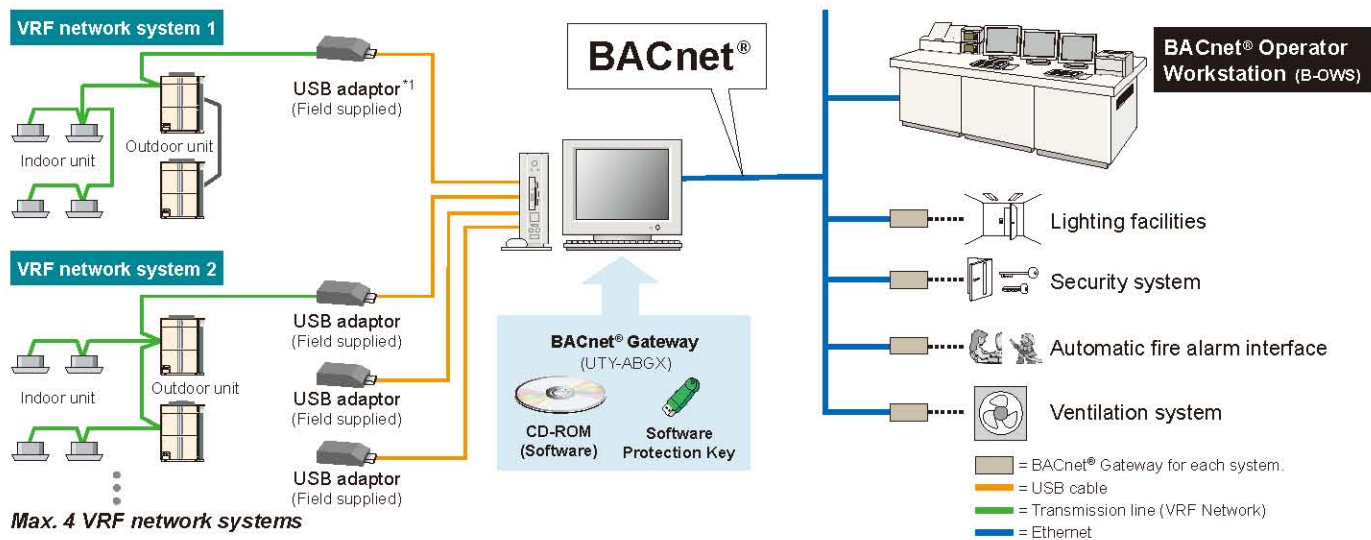 VRF network system 1
USB adaptor*1
(Field supplied)
Indoor unit
Outdoor unit
VRF network system 2
USB adaptor
(Field supplied)
Indoor unit
Outdoor unit
USB adaptor
(Field supplied)
USB adaptor
(Field supplied)
Max. 4 VRF network systems
BACnet®
BACnet® Gateway
(UTY-ABGX)
CD-ROM
(Software)
Software
Protection Key
BACnet® Operator
Workstation (B-OWS)
Lighting facilities
Security system
Automatic fire alarm interface
Ventilation system
= BACnet® Gateway for each system.
= USB cable
= Transmission line (VRF Network)
= Ethernet